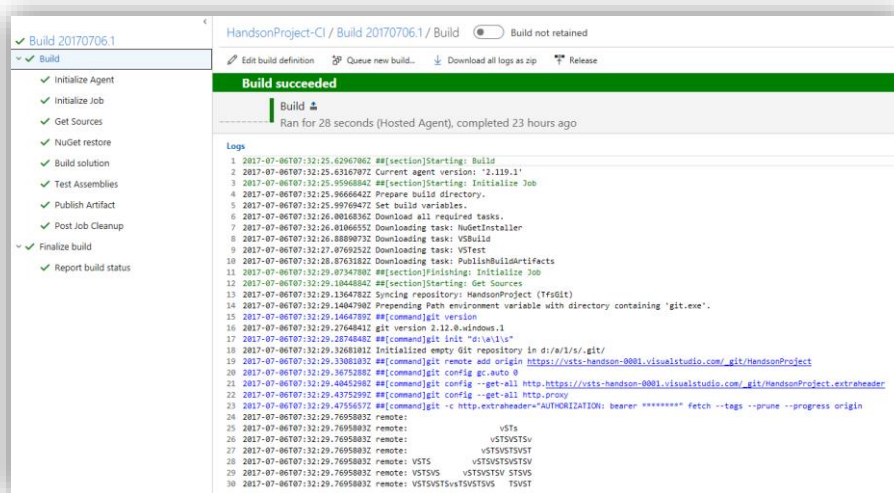 Build 20170706.1
Build
Initialize Agent
Initialize Job
Get Sources
NuGet restore
Build solution
Test Assemblies
Publish Artifact
Post Job Cleanup
Finalize build
Report build status
HandsonProject-CI / Build 20170706.1 / Build Build not retained
Edit build definition Queue new build... Download all logs as zip Release
Build succeeded
Build
Ran for 28 seconds (Hosted Agent), completed 23 hours ago
Logs
1 2017-07-06T07:32:25.6296706Z ##[section]Starting: Build
2 2017-07-06T07:32:25.6316707Z Current agent version: '2.119.1'
3 2017-07-06T07:32:25.9596884Z ##[section]Starting: Initialize Job
4 2017-07-06T07:32:25.9666642Z Prepare build directory.
5 2017-07-06T07:32:25.9976947Z Set build variables.
6 2017-07-06T07:32:26.0016836Z Download all required tasks.
7 2017-07-06T07:32:26.0106655Z Downloading task: NuGetInstaller
8 2017-07-06T07:32:26.8889073Z Downloading task: VSBuild
9 2017-07-06T07:32:27.0769252Z Downloading task: VSTest
10 2017-07-06T07:32:28.8763182Z Downloading task: PublishBuildArtifacts
11 2017-07-06T07:32:29.0734780Z ##[section]Finishing: Initialize Job
12 2017-07-06T07:32:29.1044884Z ##[section]Starting: Get Sources
13 2017-07-06T07:32:29.1364782Z Syncing repository: HandsonProject (TfsGit)
14 2017-07-06T07:32:29.1404790Z Prepending Path environment variable with directory containing 'git.exe'.
15 2017-07-06T07:32:29.1464789Z ##[command]git version
16 2017-07-06T07:32:29.2764841Z git version 2.12.0.windows.1
17 2017-07-06T07:32:29.2874848Z ##[command]git init "d:\a\1\s"
18 2017-07-06T07:32:29.3268101Z Initialized empty Git repository in d:/a/1/s/.git/
19 2017-07-06T07:32:29.3308103Z ##[command]git remote add origin https://vsts-handson-0001.visualstudio.com/_git/HandsonProject
20 2017-07-06T07:32:29.3675288Z ##[command]git config gc.auto 0
21 2017-07-06T07:32:29.4045298Z ##[command]git config --get-all http.https://vsts-handson-0001.visualstudio.com/_git/HandsonProject.extraheader
22 2017-07-06T07:32:29.4375299Z ##[command]git config --get-all http.proxy
23 2017-07-06T07:32:29.4755657Z ##[command]git -c http.extraheader="AUTHORIZATION: bearer ********" fetch --tags --prune --progress origin
24 2017-07-06T07:32:29.7695803Z remote:
25 2017-07-06T07:32:29.7695803Z remote: vSTs
26 2017-07-06T07:32:29.7695803Z remote: vSTSVSTSv
27 2017-07-06T07:32:29.7695803Z remote: vSTSVSTSVST
28 2017-07-06T07:32:29.7695803Z remote: VSTS vSTSVSTSVSTSV
29 2017-07-06T07:32:29.7695803Z remote: VSTSVS vSTSVSTSV STSVS
30 2017-07-06T07:32:29.7695803Z remote: VSTSVSTSvsTSVSTSVS TSVST